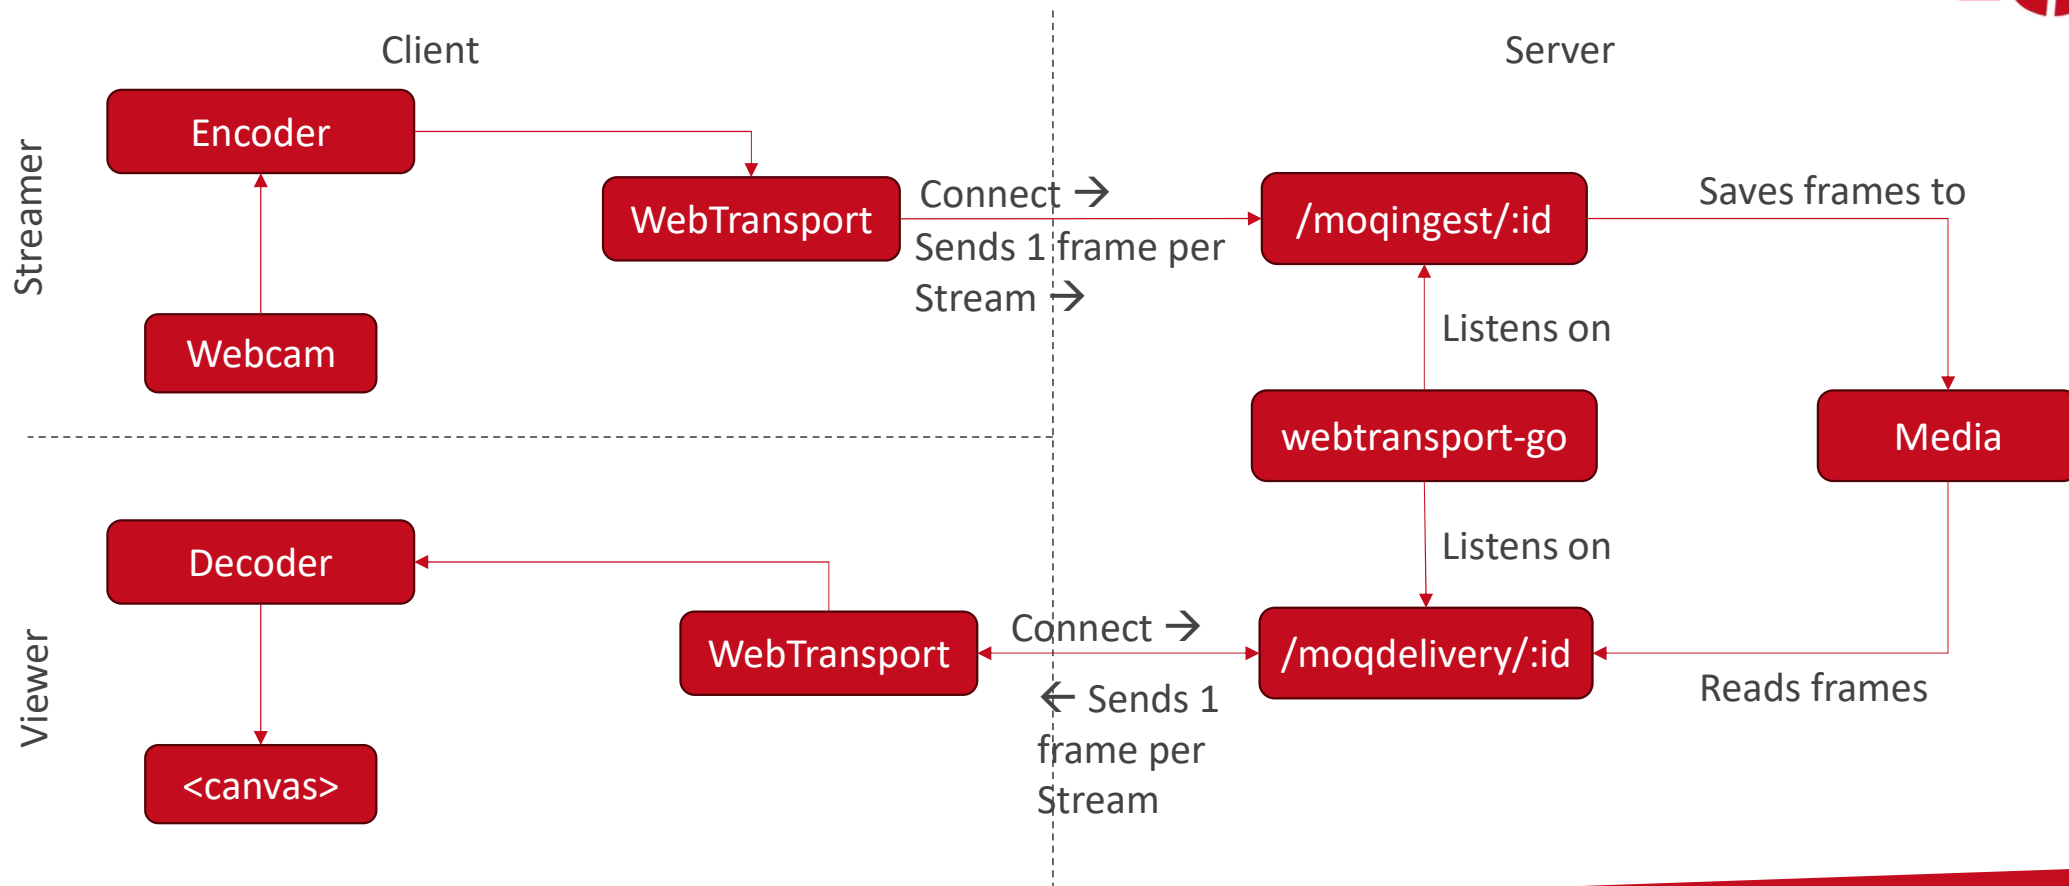 Client
Server
Streamer
Encoder
WebTransport
Connect →
Sends 1 frame per
Stream →
/moqingest/:id
Saves frames to
Webcam
Listens on
webtransport-go
Media
Viewer
Decoder
Listens on
WebTransport
Connect →
← Sends 1
frame per
Stream
/moqdelivery/:id
Reads frames
<canvas>